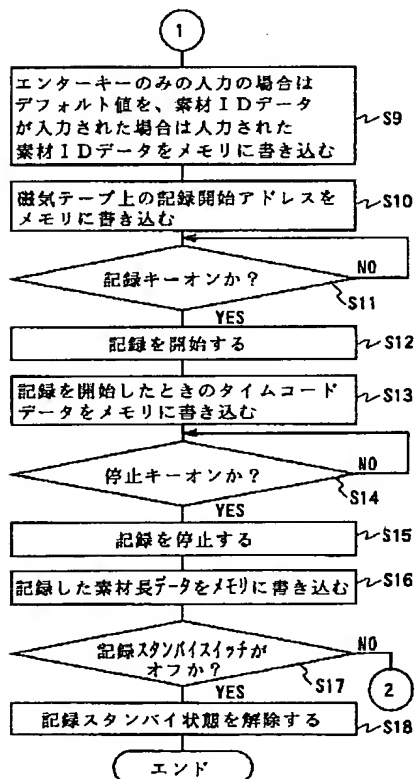 1
エンターキーのみの入力の場合は
デフォルト値を、素材IDデータ
が入力された場合は入力された
素材IDデータをメモリに書き込む
S9
磁気テープ上の記録開始アドレスを
メモリに書き込む
S10
記録キーオンか?
NO
S11
YES
記録を開始する
S12
記録を開始したときのタイムコード
データをメモリに書き込む
S13
停止キーオンか?
NO
S14
YES
記録を停止する
S15
記録した素材長データをメモリに書き込む
S16
記録スタンバイスイッチが
オフか?
NO
S17
2
YES
記録スタンバイ状態を解除する
S18
エンド